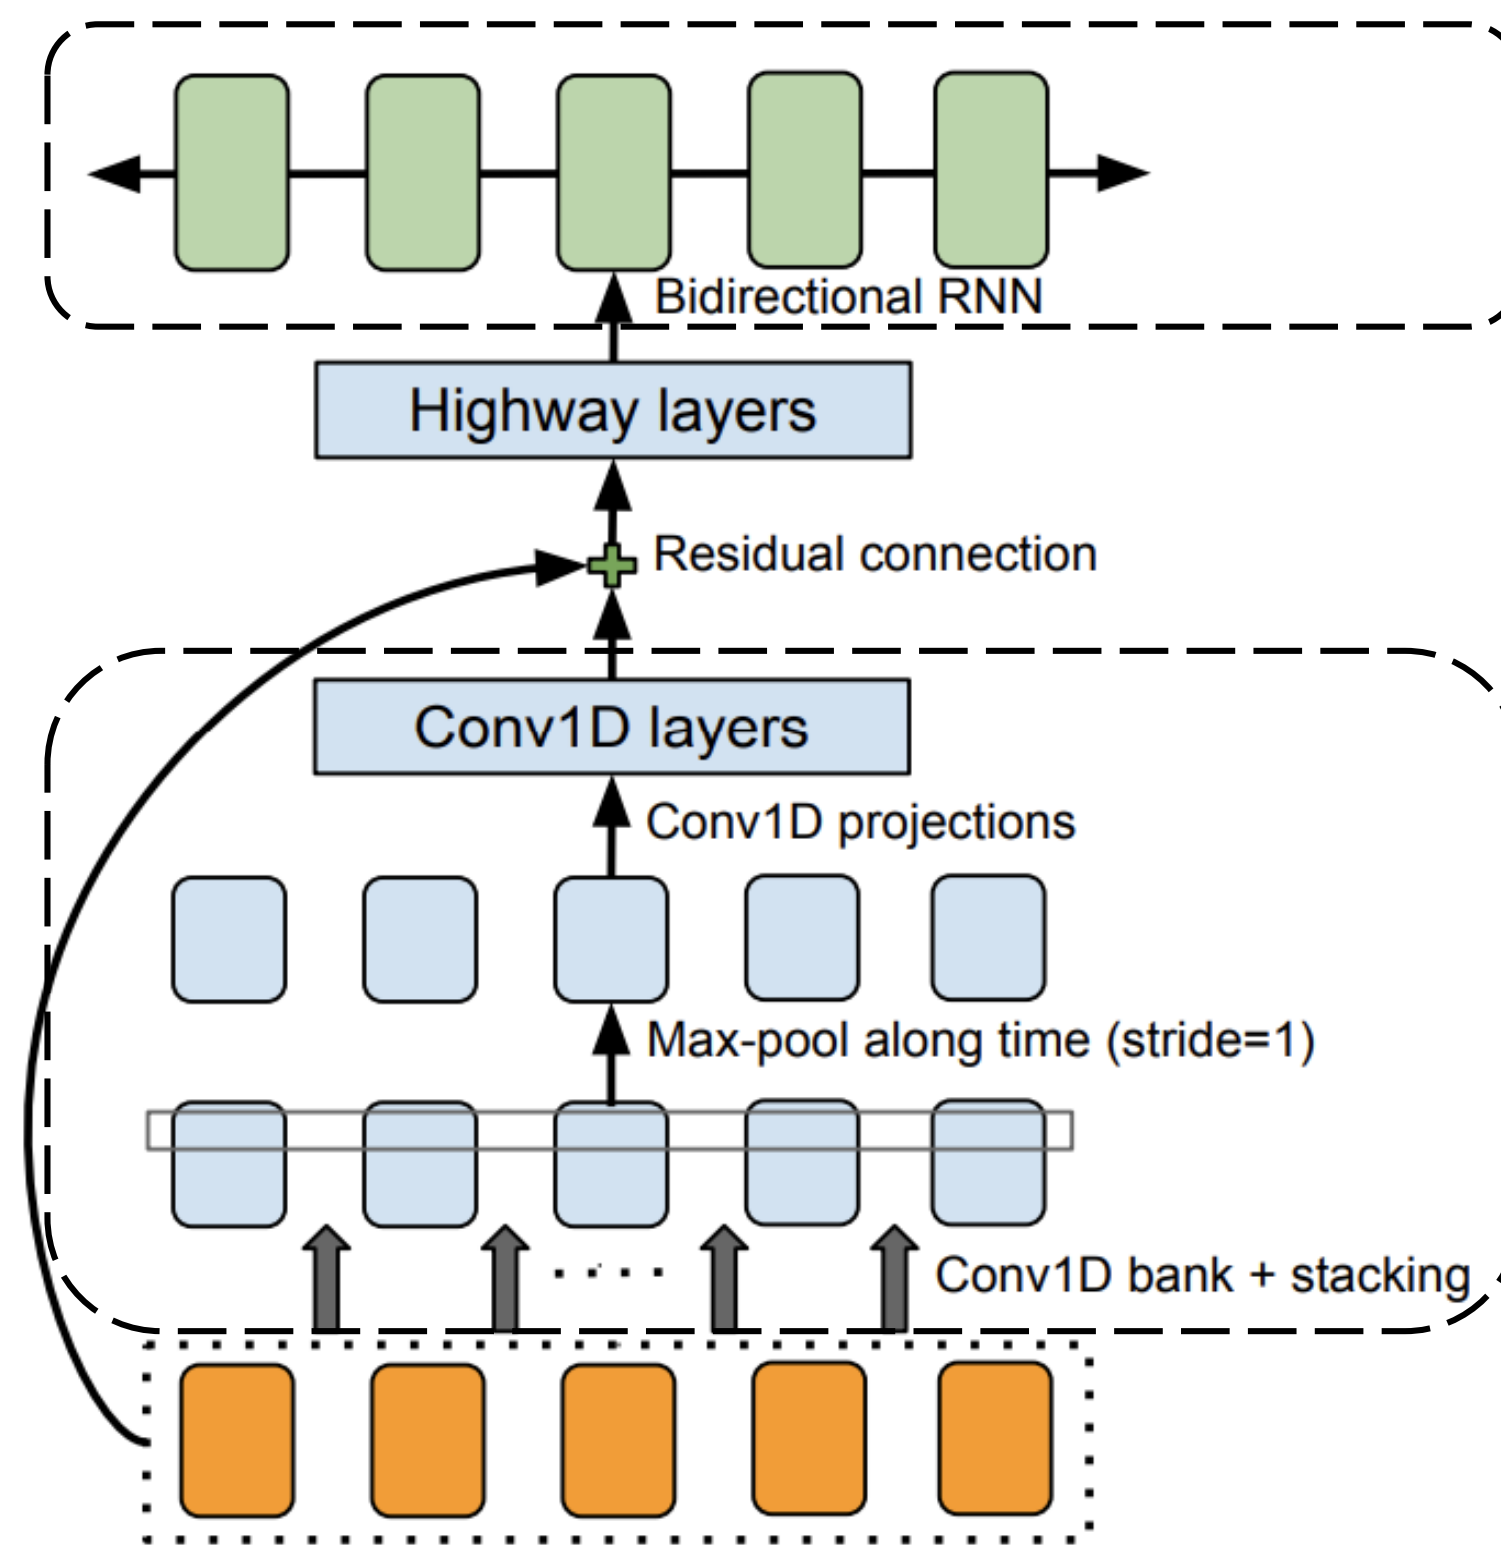 Bidirectional RNN
Highway layers
Residual connection
Conv1D layers
Conv1D projections
Max-pool along time (stride=1)
Conv1D bank + stacking